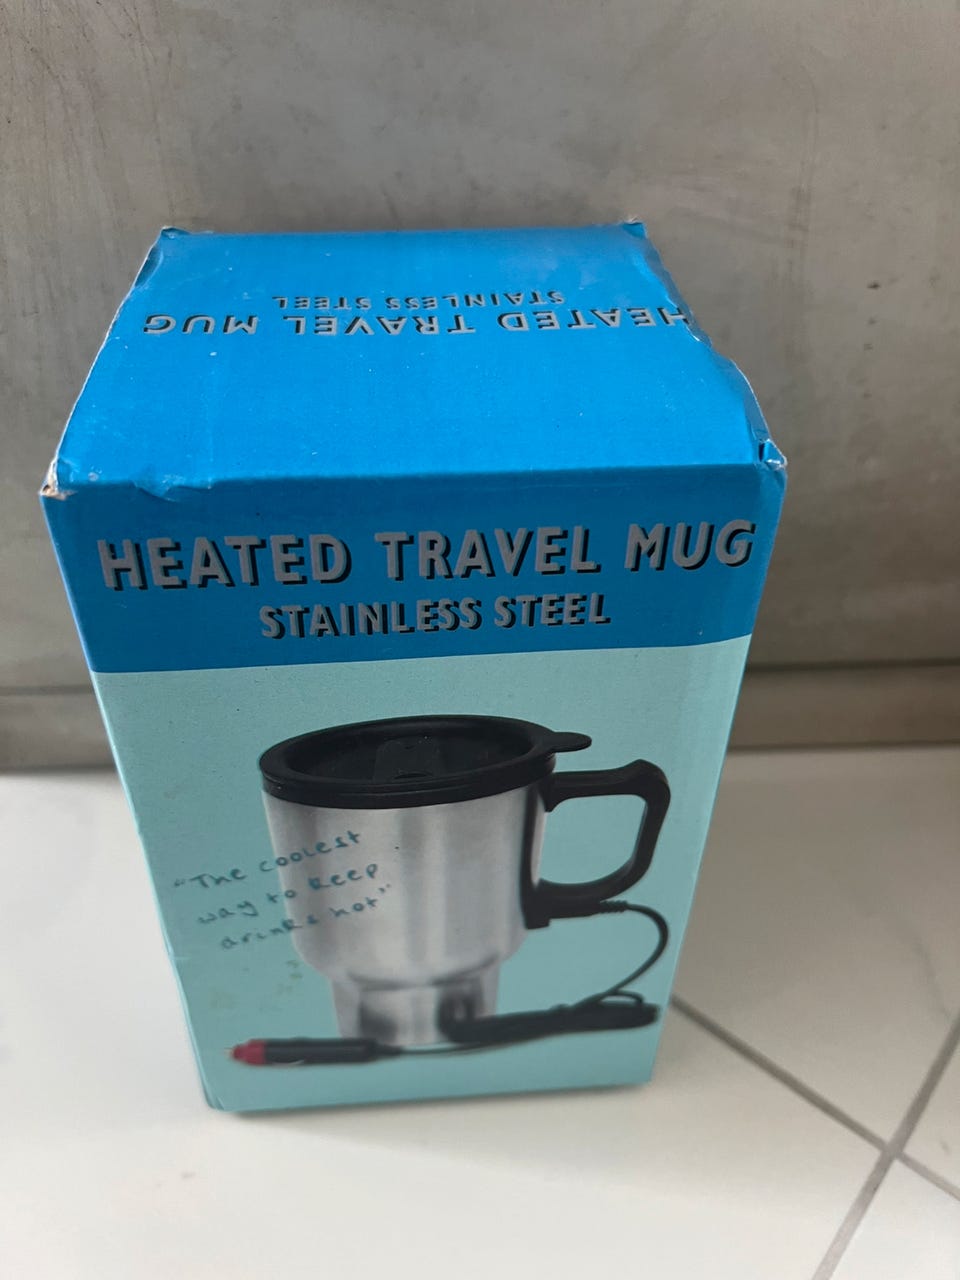 HEATED TRAVEL MUG
STAINLESS STEEL
HEATED TRAVEL MUG
STAINLESS STEEL
"The coolest
way to keep
drinks hot"